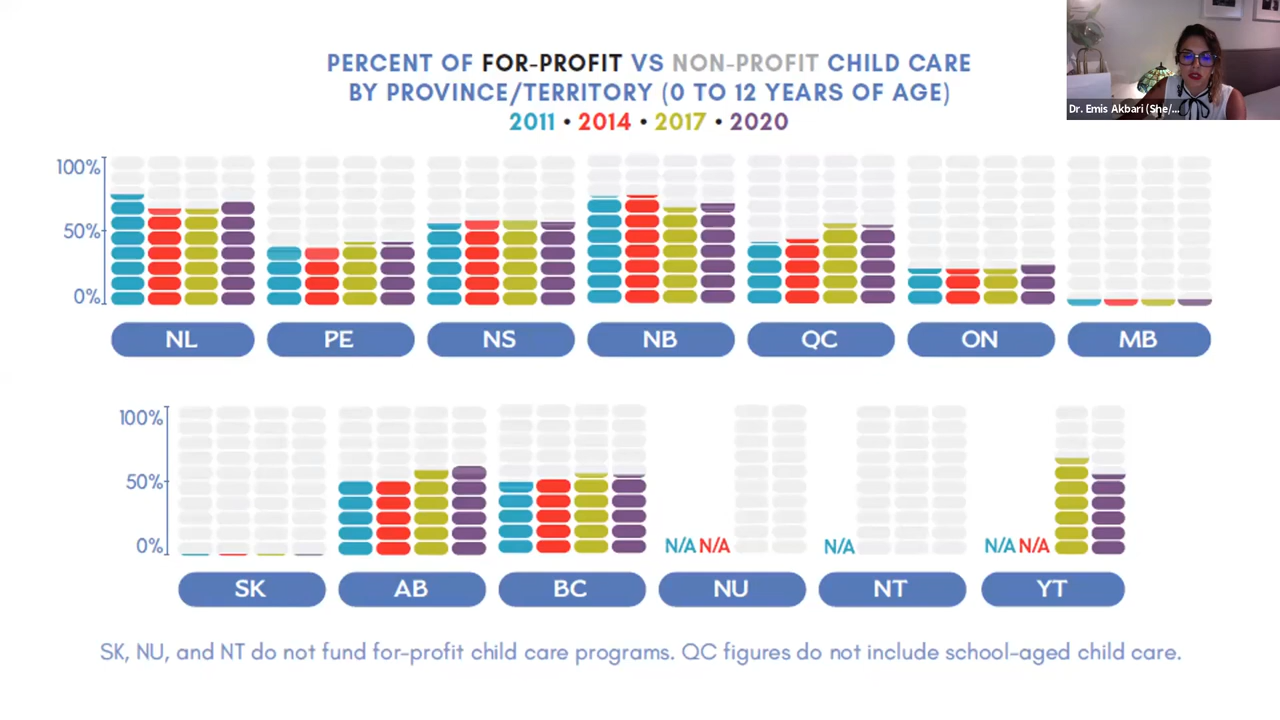 Dr. Emis Akbari (She/...
PERCENT OF FOR-PROFIT VS NON-PROFIT CHILD CARE
BY PROVINCE/TERRITORY (0 TO 12 YEARS OF AGE)
2011 • 2014 • 2017 • 2020
100%
50%
0%
NL PE NS NB QC ON MB
100%
50%
0%
N/A N/A N/A N/A N/A
SK AB BC NU NT YT
SK, NU, and NT do not fund for-profit child care programs. QC figures do not include school-aged child care.